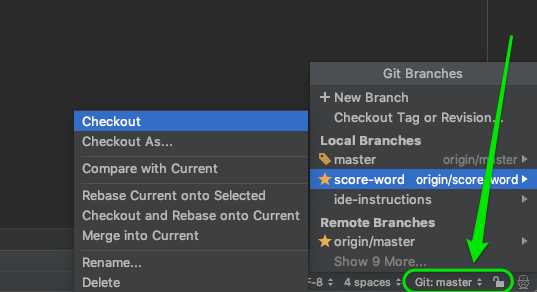 Git Branches
+ New Branch
Checkout Tag or Revision...
Local Branches
master origin/master
score-word origin/score-word
ide-instructions
Remote Branches
origin/master
Show 9 More...
Checkout
Checkout As...
Compare with Current
Rebase Current onto Selected
Checkout and Rebase onto Current
Merge into Current
Rename...
Delete
F-8 4 spaces Git: master